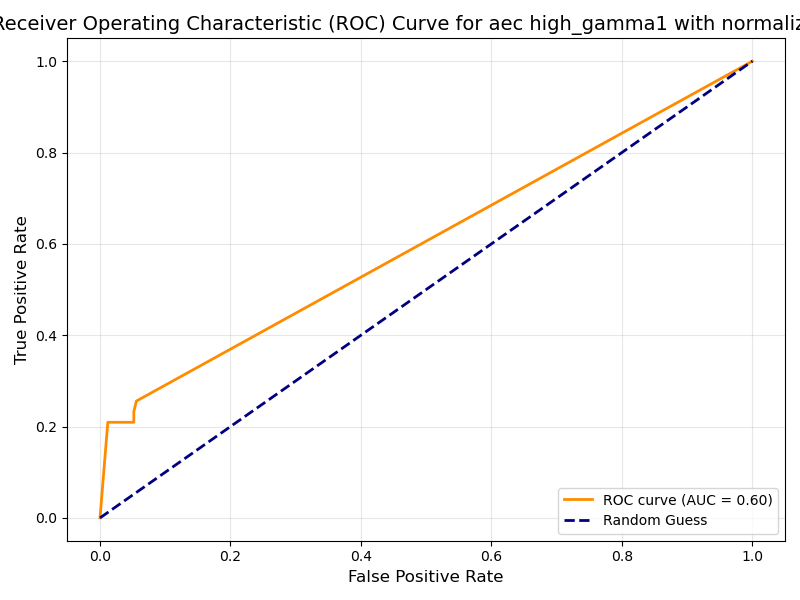 Receiver Operating Characteristic (ROC) Curve for aec high_gamma1 with
True Positive Rate
1.0
0.8
0.6
0.4
0.2
0.0
0.0 0.2 0.4 0.6 0.8 1.0
False Positive Rate
ROC curve (AUC = 0.60)
Random Guess